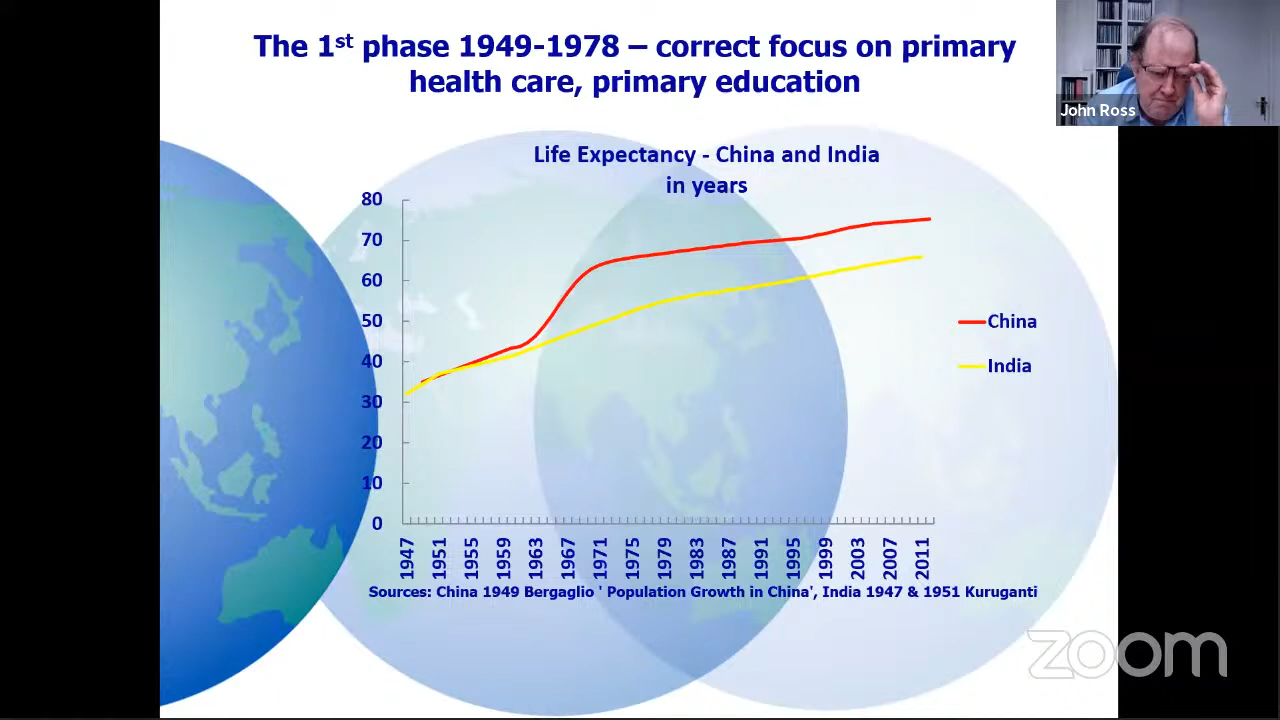 The 1st phase 1949-1978 – correct focus on primary
health care, primary education
John Ross
Life Expectancy - China and India
in years
80
70
60
50
40
30
20
10
0
China
India
1947
1951
1955
1959
1963
1967
1971
1975
1979
1983
1987
1991
1995
1999
2003
2007
2011
Sources: China 1949 Bergaglio ' Population Growth in China', India 1947 & 1951 Kuruganti
zoom